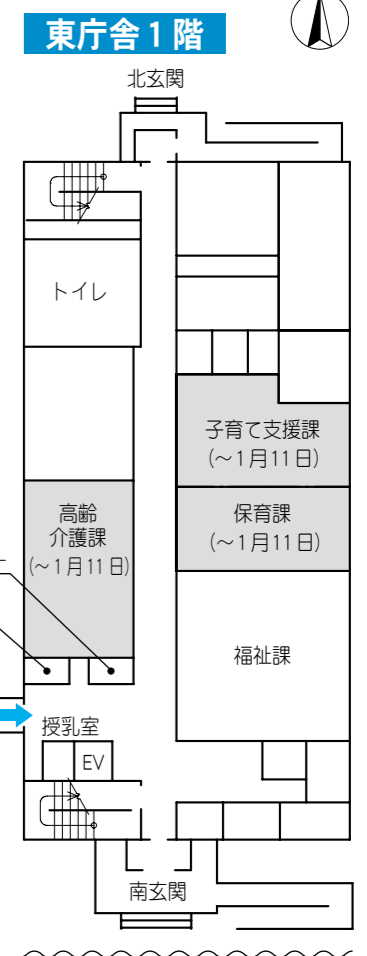 東庁舎1階
北玄関
トイレ
子育て支援課
(～1月11日)
高齢
介護課
(～1月11日)
保育課
(～1月11日)
福祉課
授乳室
EV
南玄関